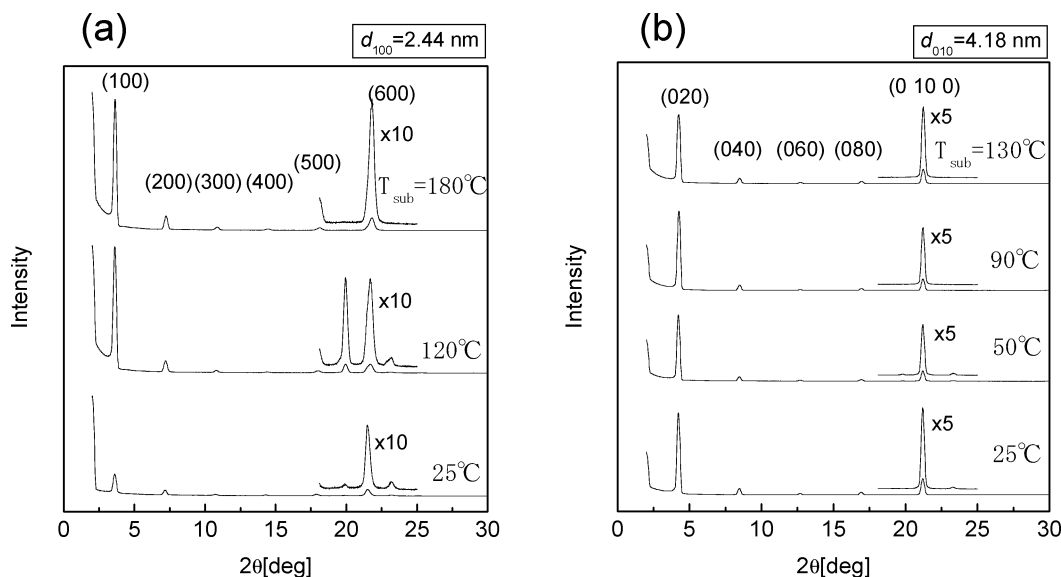 (a)
d100=2.44 nm
(100)
(600)
x10
(500)
(200) (300) (400)
Tsub=180℃
x10
120℃
x10
25℃
Intensity
0 5 10 15 20 25 30
2θ[deg]
(b)
d010=4.18 nm
(020)
(0 10 0)
x5
(040) (060) (080)
Tsub=130℃
x5
90℃
x5
50℃
x5
25℃
Intensity
0 5 10 15 20 25 30
2θ[deg]